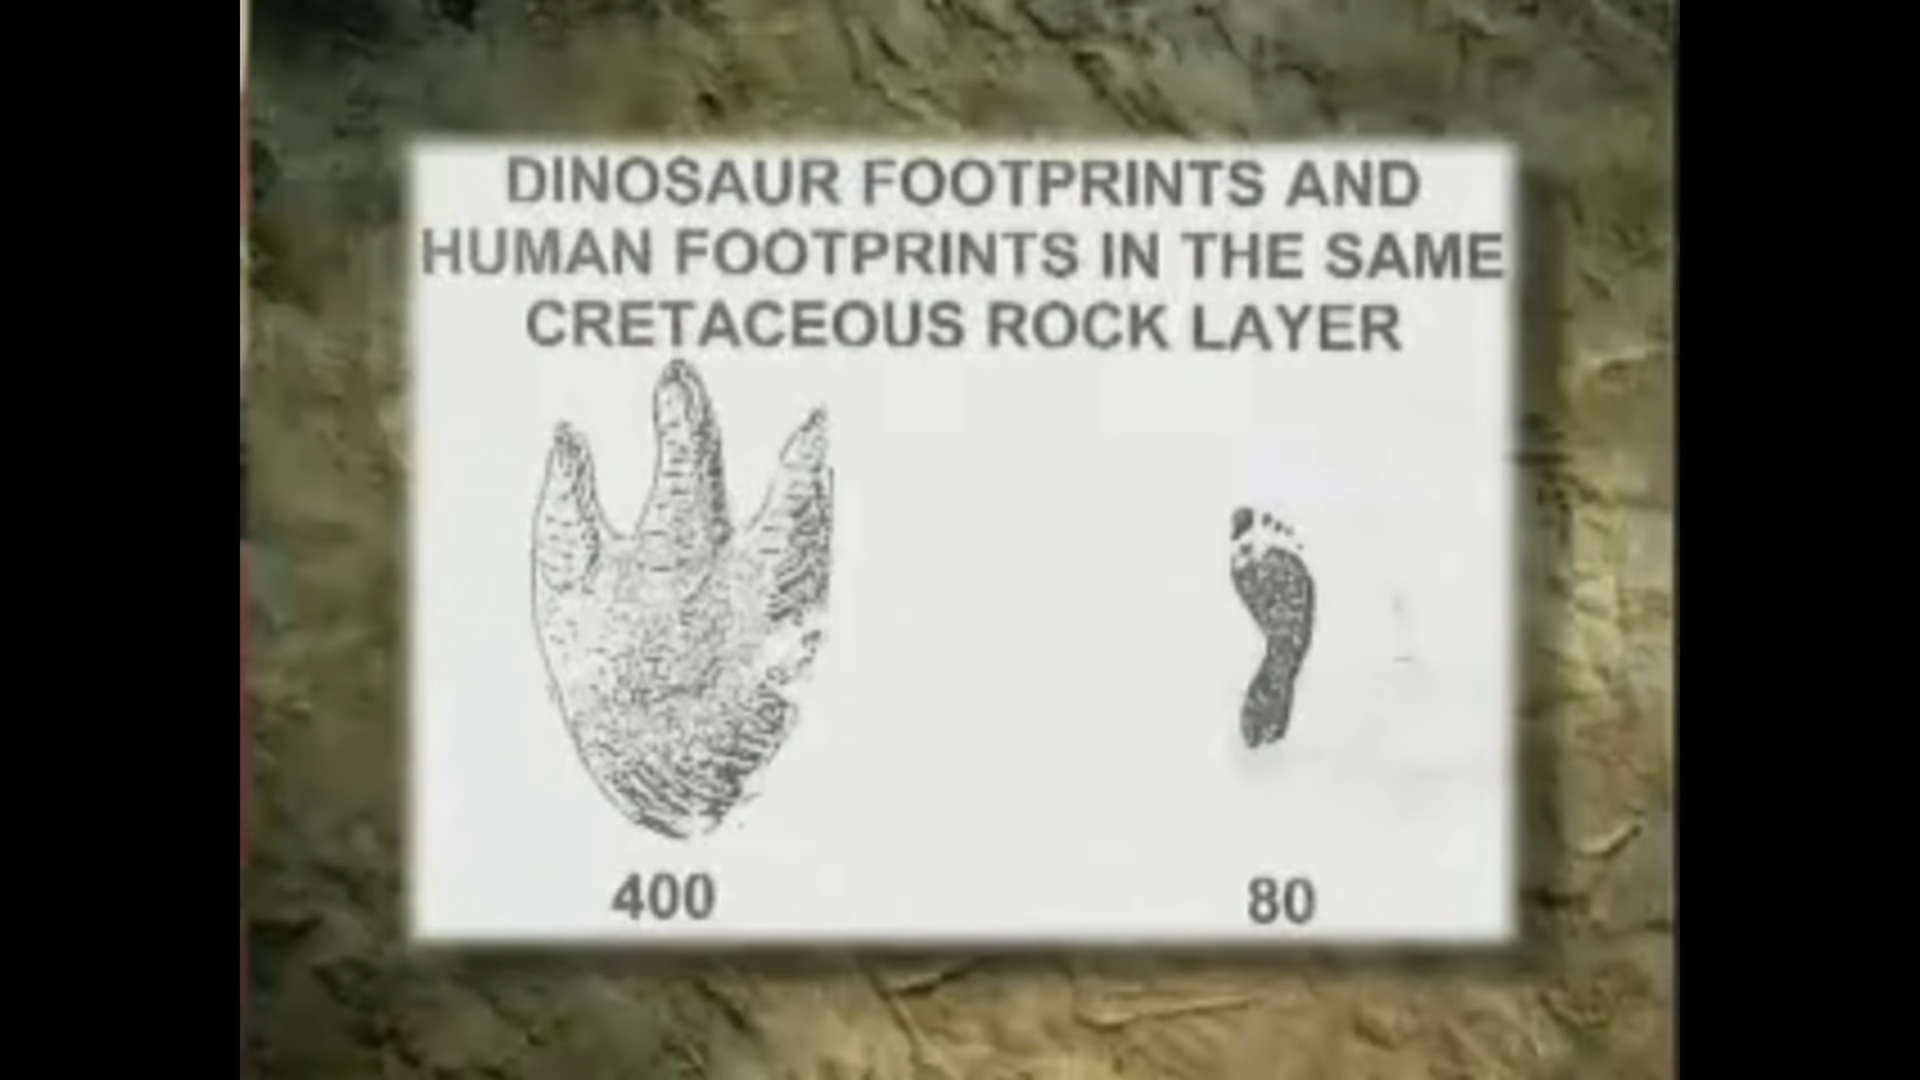 DINOSAUR FOOTPRINTS AND
HUMAN FOOTPRINTS IN THE SAME
CRETACEOUS ROCK LAYER
400
80